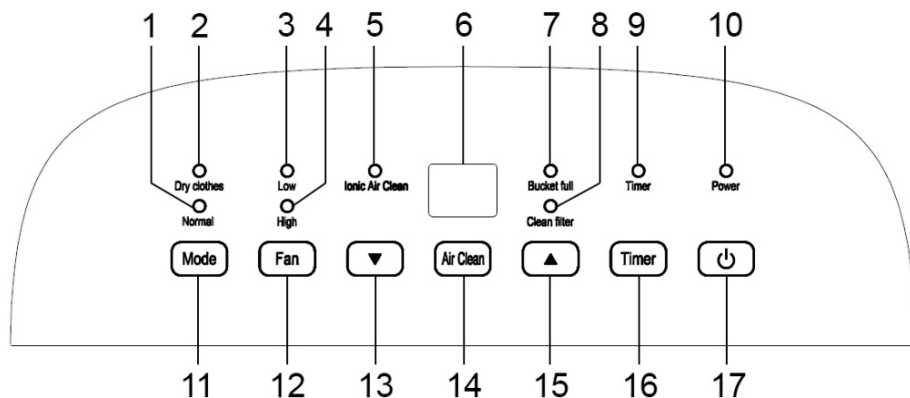 1 2 3 4 5 6 7 8 9 10
Dry clothes Low Ionic Air Clean Bucket full Timer Power
Normal High Clean filter
Mode Fan ▼ Air Clean ▲ Timer
11 12 13 14 15 16 17